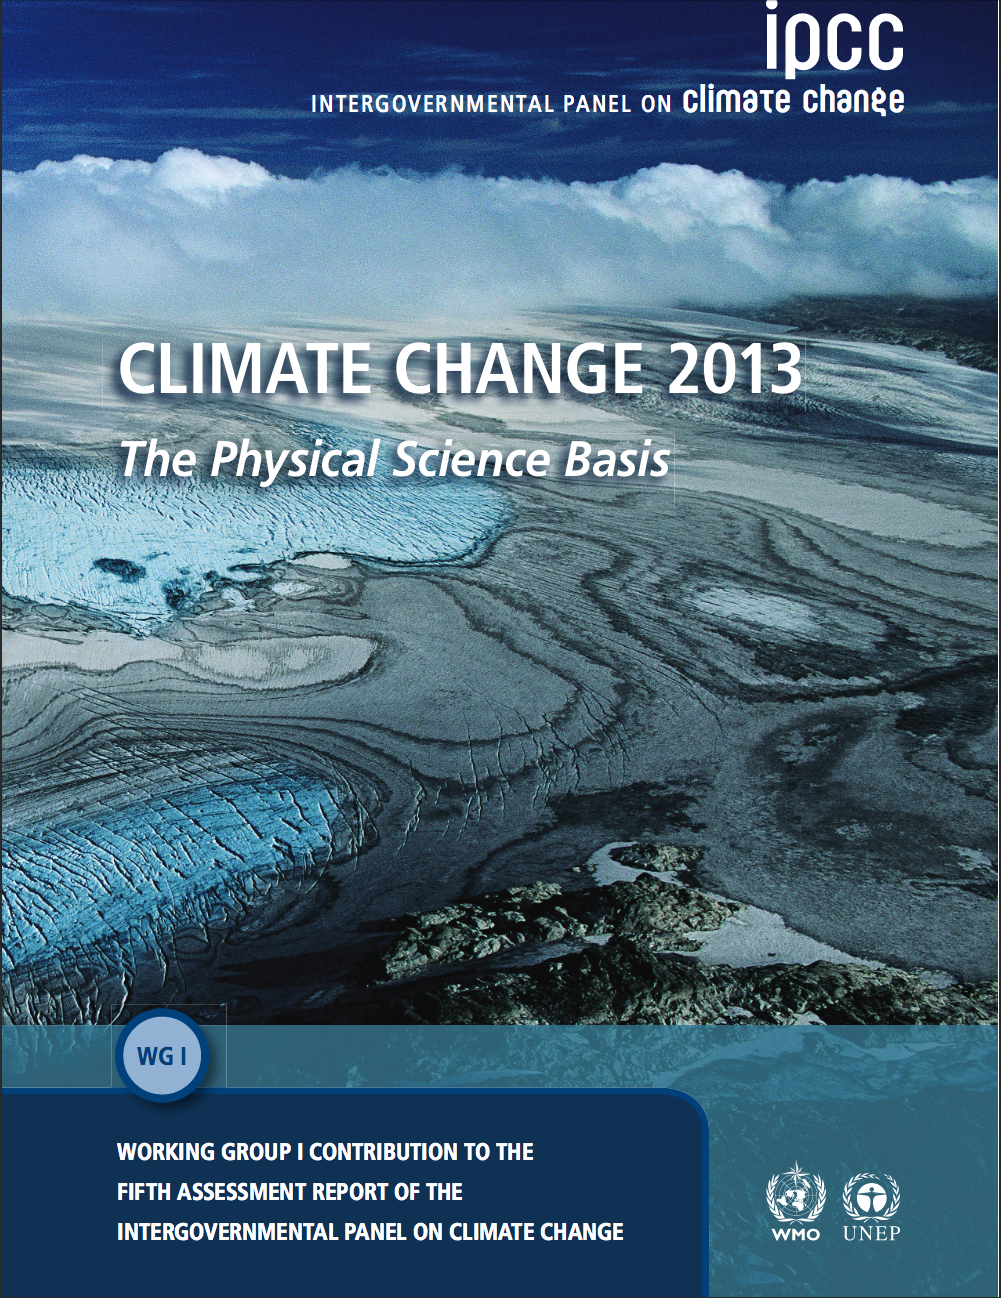 ipcc
INTERGOVERNMENTAL PANEL ON climate change
CLIMATE CHANGE 2013
The Physical Science Basis
WG I
WORKING GROUP I CONTRIBUTION TO THE
FIFTH ASSESSMENT REPORT OF THE
INTERGOVERNMENTAL PANEL ON CLIMATE CHANGE
WMO UNEP